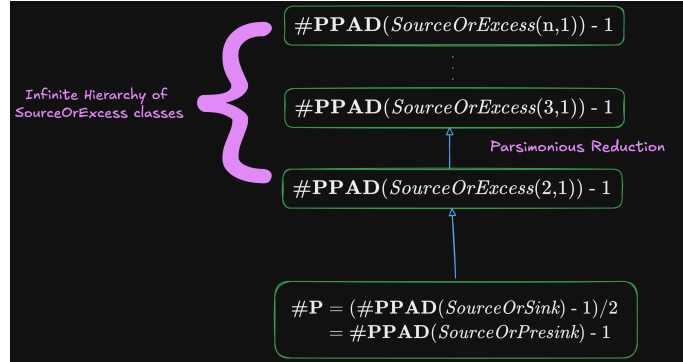 #PPAD(SourceOrExcess(n,1)) - 1
Infinite Hierarchy of
SourceOrExcess classes
#PPAD(SourceOrExcess(3,1)) - 1
Parsimonious Reduction
#PPAD(SourceOrExcess(2,1)) - 1
#P = (#PPAD(SourceOrSink) - 1)/2
= #PPAD(SourceOrPresink) - 1